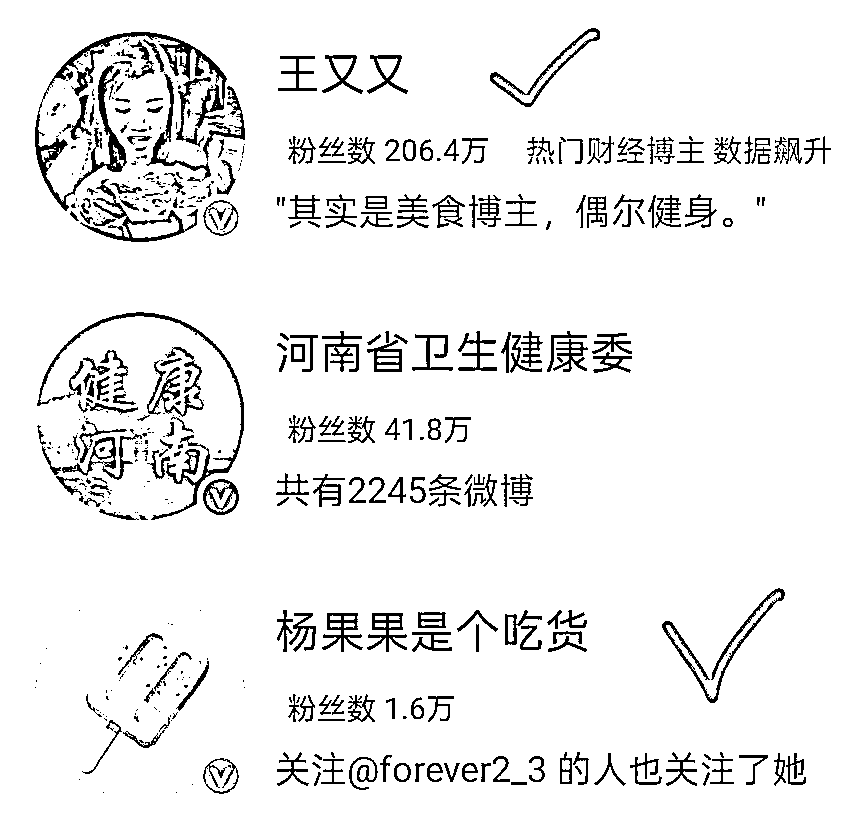 王又又
粉丝数 206.4万 热门财经博主 数据飙升
"其实是美食博主，偶尔健身。"
河南省卫生健康委
健康
河南
粉丝数 41.8万
共有2245条微博
杨果果是个吃货
粉丝数 1.6万
关注@forever2_3 的人也关注了她